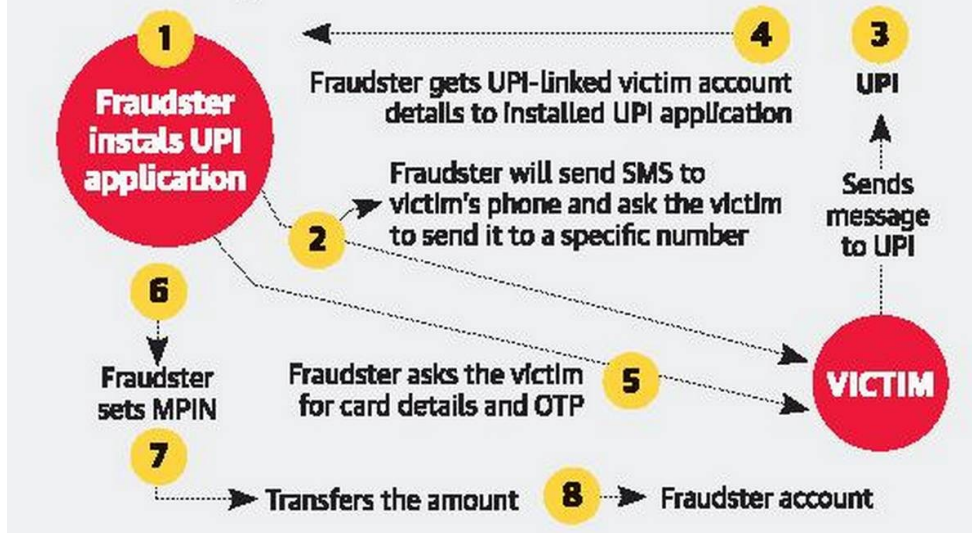 1
Fraudster
instals UPI
application
4
Fraudster gets UPI-linked victim account
details to installed UPI application
3
UPI
Sends
message
to UPI
2
Fraudster will send SMS to
victim's phone and ask the victim
to send it to a specific number
VICTIM
5
Fraudster asks the victim
for card details and OTP
6
Fraudster
sets MPIN
7
Transfers the amount
8
Fraudster account